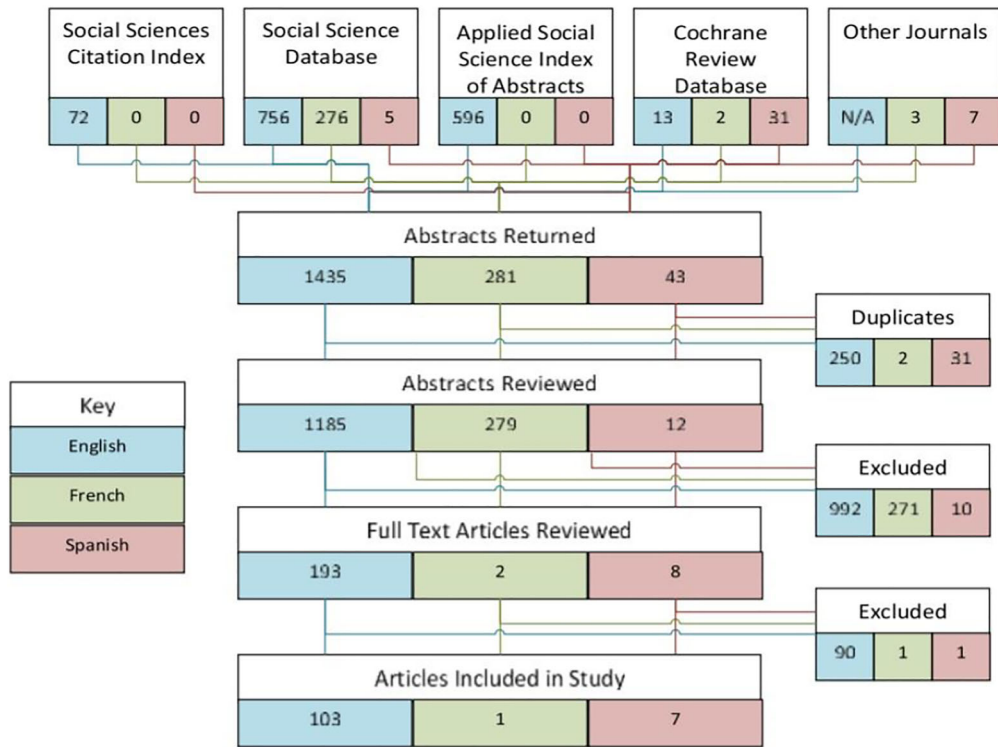 Social Sciences
Citation Index
72 0 0
Social Science
Database
756 276 5
Applied Social
Science Index
of Abstracts
596 0 0
Cochrane
Review
Database
13 2 31
Other Journals
N/A 3 7
Abstracts Returned
1435 281 43
Duplicates
250 2 31
Abstracts Reviewed
1185 279 12
Key
English
French
Spanish
Excluded
992 271 10
Full Text Articles Reviewed
193 2 8
Excluded
90 1 1
Articles Included in Study
103 1 7